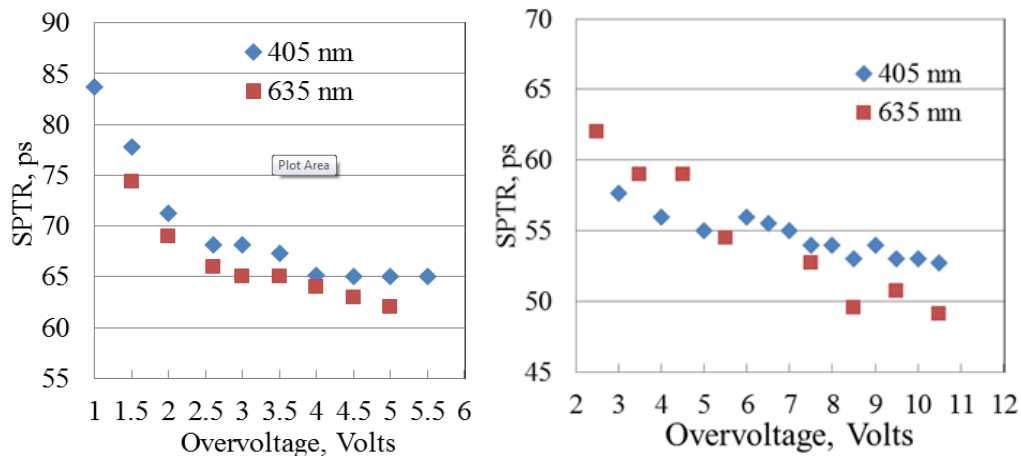 90
85
80
75
70
65
60
55
SPTR, ps
405 nm
635 nm
Plot Area
1 1.5 2 2.5 3 3.5 4 4.5 5 5.5 6
Overvoltage, Volts
70
65
60
55
50
45
SPTR, ps
405 nm
635 nm
2 3 4 5 6 7 8 9 10 11 12
Overvoltage, Volts